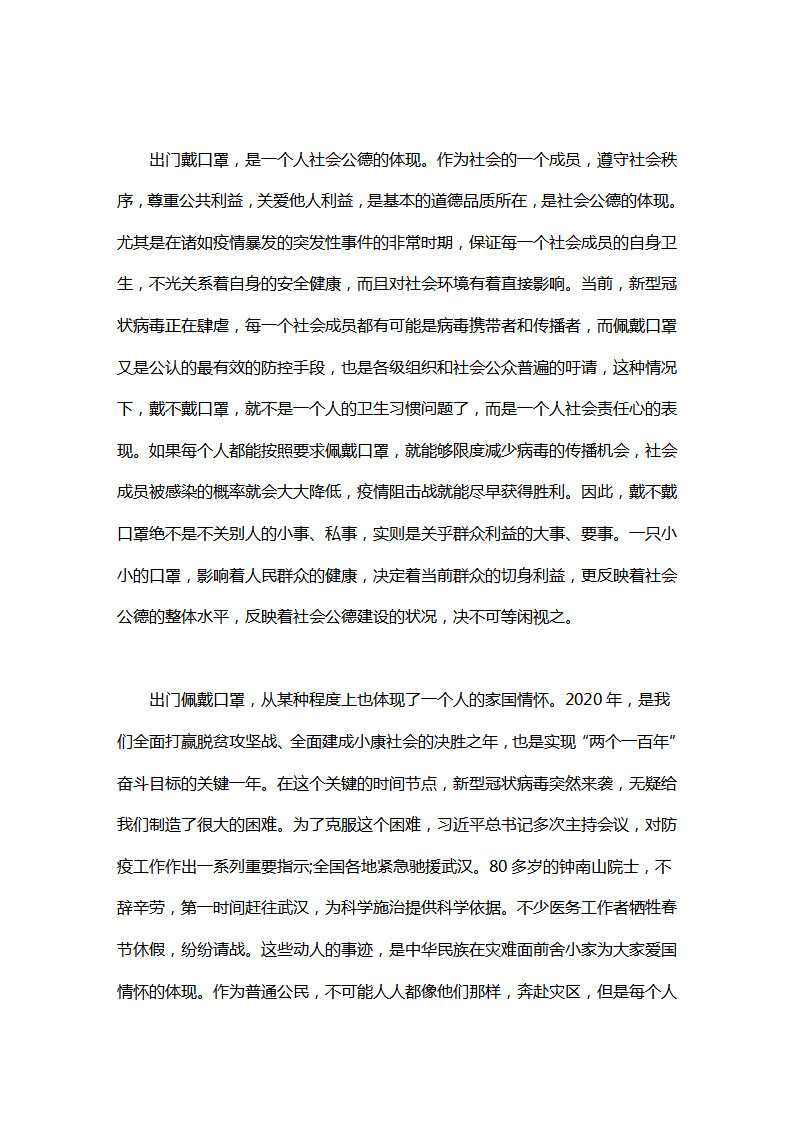 出门戴口罩，是一个人社会公德的体现。作为社会的一个成员，遵守社会秩
序，尊重公共利益，关爱他人利益，是基本的道德品质所在，是社会公德的体现。
尤其是在诸如疫情暴发的突发性事件的非常时期，保证每一个社会成员的自身卫
生，不光关系着自身的安全健康，而且对社会环境有着直接影响。当前，新型冠
状病毒正在肆虐，每一个社会成员都有可能是病毒携带者和传播者，而佩戴口罩
又是公认的最有效的防控手段，也是各级组织和社会公众普遍的吁请，这种情况
下，戴不戴口罩，就不是一个人的卫生习惯问题了，而是一个人社会责任心的表
现。如果每个人都能按照要求佩戴口罩，就能够限度减少病毒的传播机会，社会
成员被感染的概率就会大大降低，疫情阻击战就能尽早获得胜利。因此，戴不戴
口罩绝不是不关别人的小事、私事，实则是关乎群众利益的大事、要事。一只小
小的口罩，影响着人民群众的健康，决定着当前群众的切身利益，更反映着社会
公德的整体水平，反映着社会公德建设的状况，决不可等闲视之。
出门佩戴口罩，从某种程度上也体现了一个人的家国情怀。2020 年，是我
们全面打赢脱贫攻坚战、全面建成小康社会的决胜之年，也是实现“两个一百年”
奋斗目标的关键一年。在这个关键的时间节点，新型冠状病毒突然来袭，无疑给
我们制造了很大的困难。为了克服这个困难，习近平总书记多次主持会议，对防
疫工作作出一系列重要指示;全国各地紧急驰援武汉。80 多岁的钟南山院士，不
辞辛劳，第一时间赶往武汉，为科学施治提供科学依据。不少医务工作者牺牲春
节休假，纷纷请战。这些动人的事迹，是中华民族在灾难面前舍小家为大家爱国
情怀的体现。作为普通公民，不可能人人都像他们那样，奔赴灾区，但是每个人